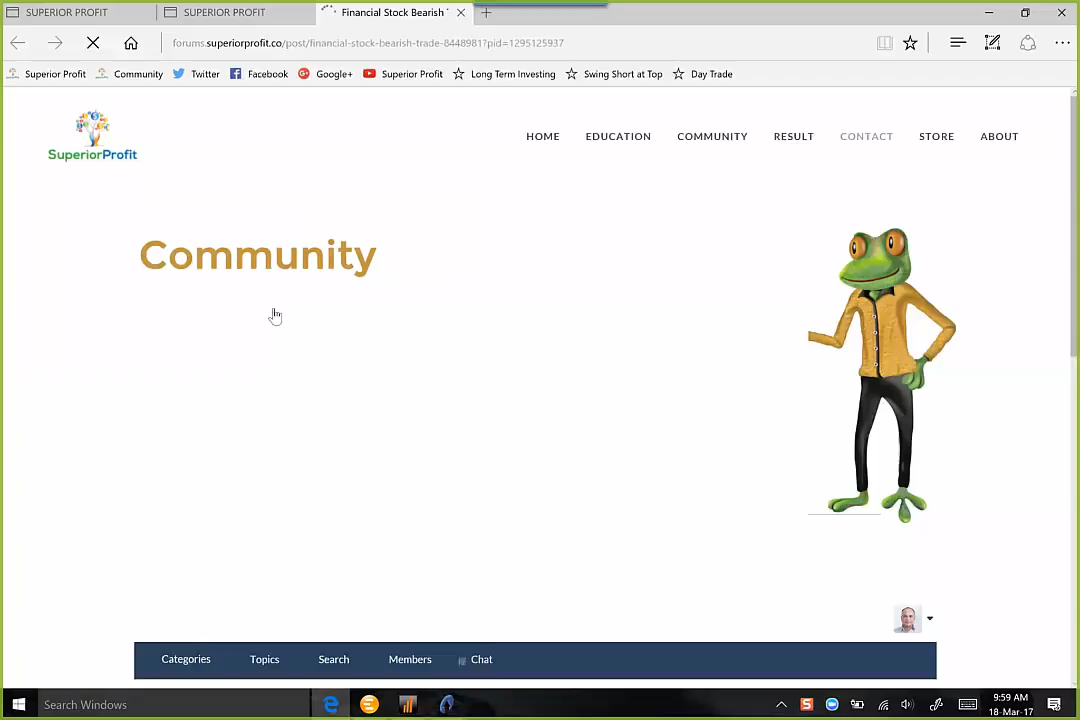 SUPERIOR PROFIT
SUPERIOR PROFIT
Financial Stock Bearish
forums.superiorprofit.co/post/financial-stock-bearish-trade-8448981?pid=1295125937
Superior Profit Community Twitter Facebook Google+ Superior Profit Long Term Investing Swing Short at Top Day Trade
SuperiorProfit
HOME EDUCATION COMMUNITY RESULT CONTACT STORE ABOUT
Community
Categories Topics Search Members Chat
Search Windows
9:59 AM
18-Mar-17